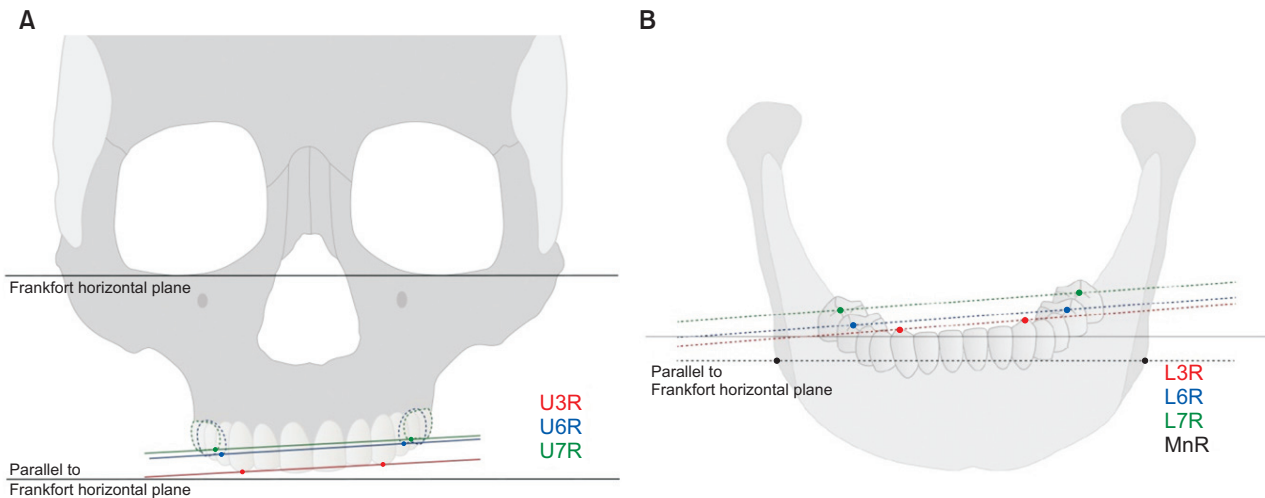 A
Frankfort horizontal plane
U3R
U6R
U7R
Parallel to
Frankfort horizontal plane
B
Parallel to
Frankfort horizontal plane
L3R
L6R
L7R
MnR